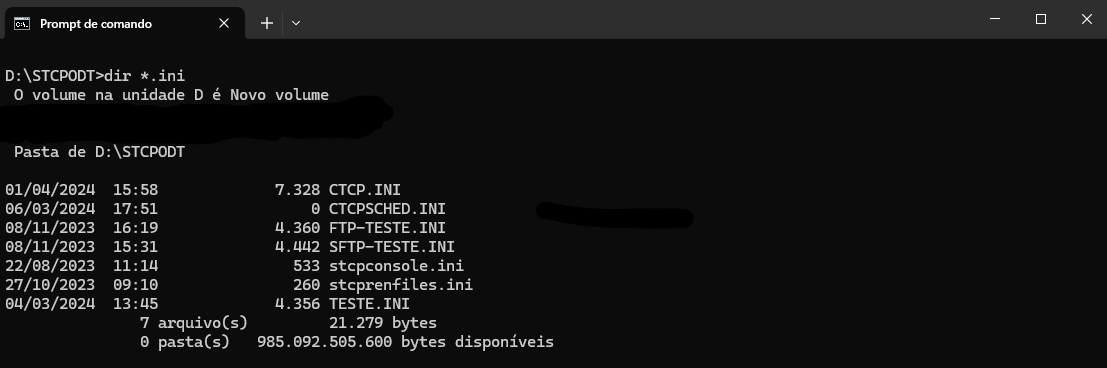 Prompt de comando
D:\STCPODT>dir *.ini
O volume na unidade D é Novo volume
Pasta de D:\STCPODT
01/04/2024  15:58             7.328 CTCP.INI
06/03/2024  17:51                 0 CTCPSCHED.INI
08/11/2023  16:19             4.360 FTP-TESTE.INI
08/11/2023  15:31             4.442 SFTP-TESTE.INI
22/08/2023  11:14               533 stcpconsole.ini
27/10/2023  09:10               260 stcprenfiles.ini
04/03/2024  13:45             4.356 TESTE.INI
7 arquivo(s)         21.279 bytes
0 pasta(s)   985.092.505.600 bytes disponíveis